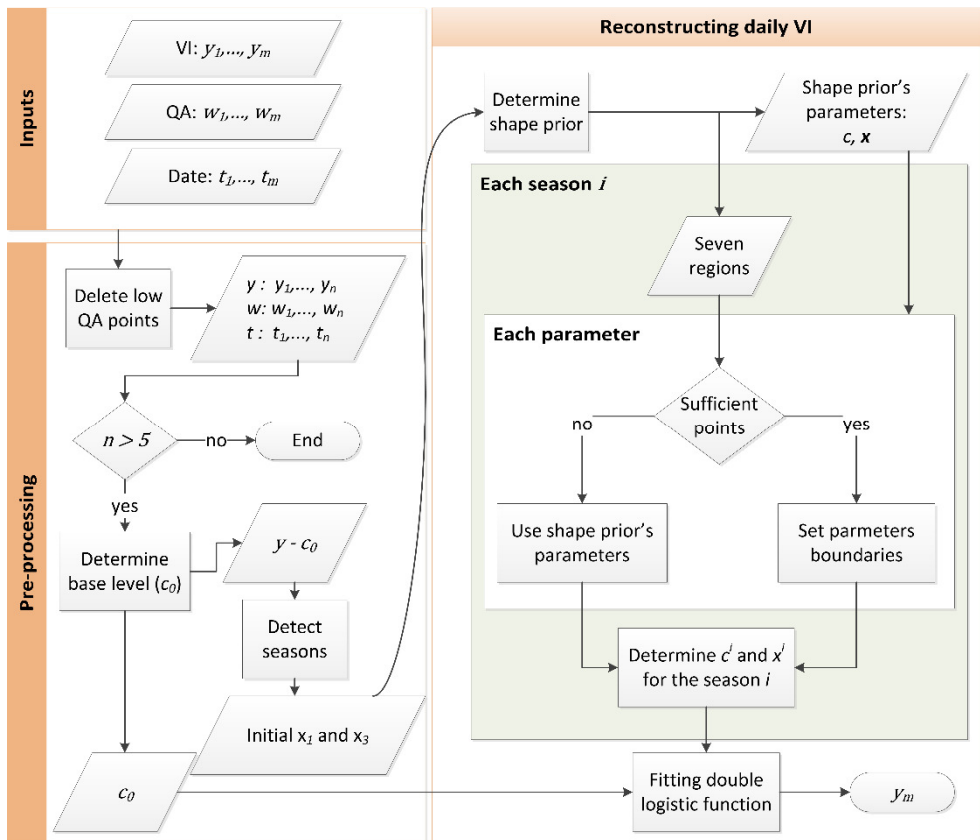 Inputs
VI: y₁,..., yₘ
QA: w₁,..., wₘ
Date: t₁,..., tₘ
Pre-processing
Delete low
QA points
y : y₁,..., yₙ
w: w₁,..., wₙ
t : t₁,..., tₙ
n > 5
no
End
yes
Determine
base level (c₀)
y - c₀
Detect
seasons
Initial x₁ and x₃
c₀
Reconstructing daily VI
Determine
shape prior
Shape prior's
parameters:
c, x
Each season i
Seven
regions
Each parameter
Sufficient
points
no
yes
Use shape prior's
parameters
Set parmeters
boundaries
Determine cⁱ and xⁱ
for the season i
Fitting double
logistic function
yₘ